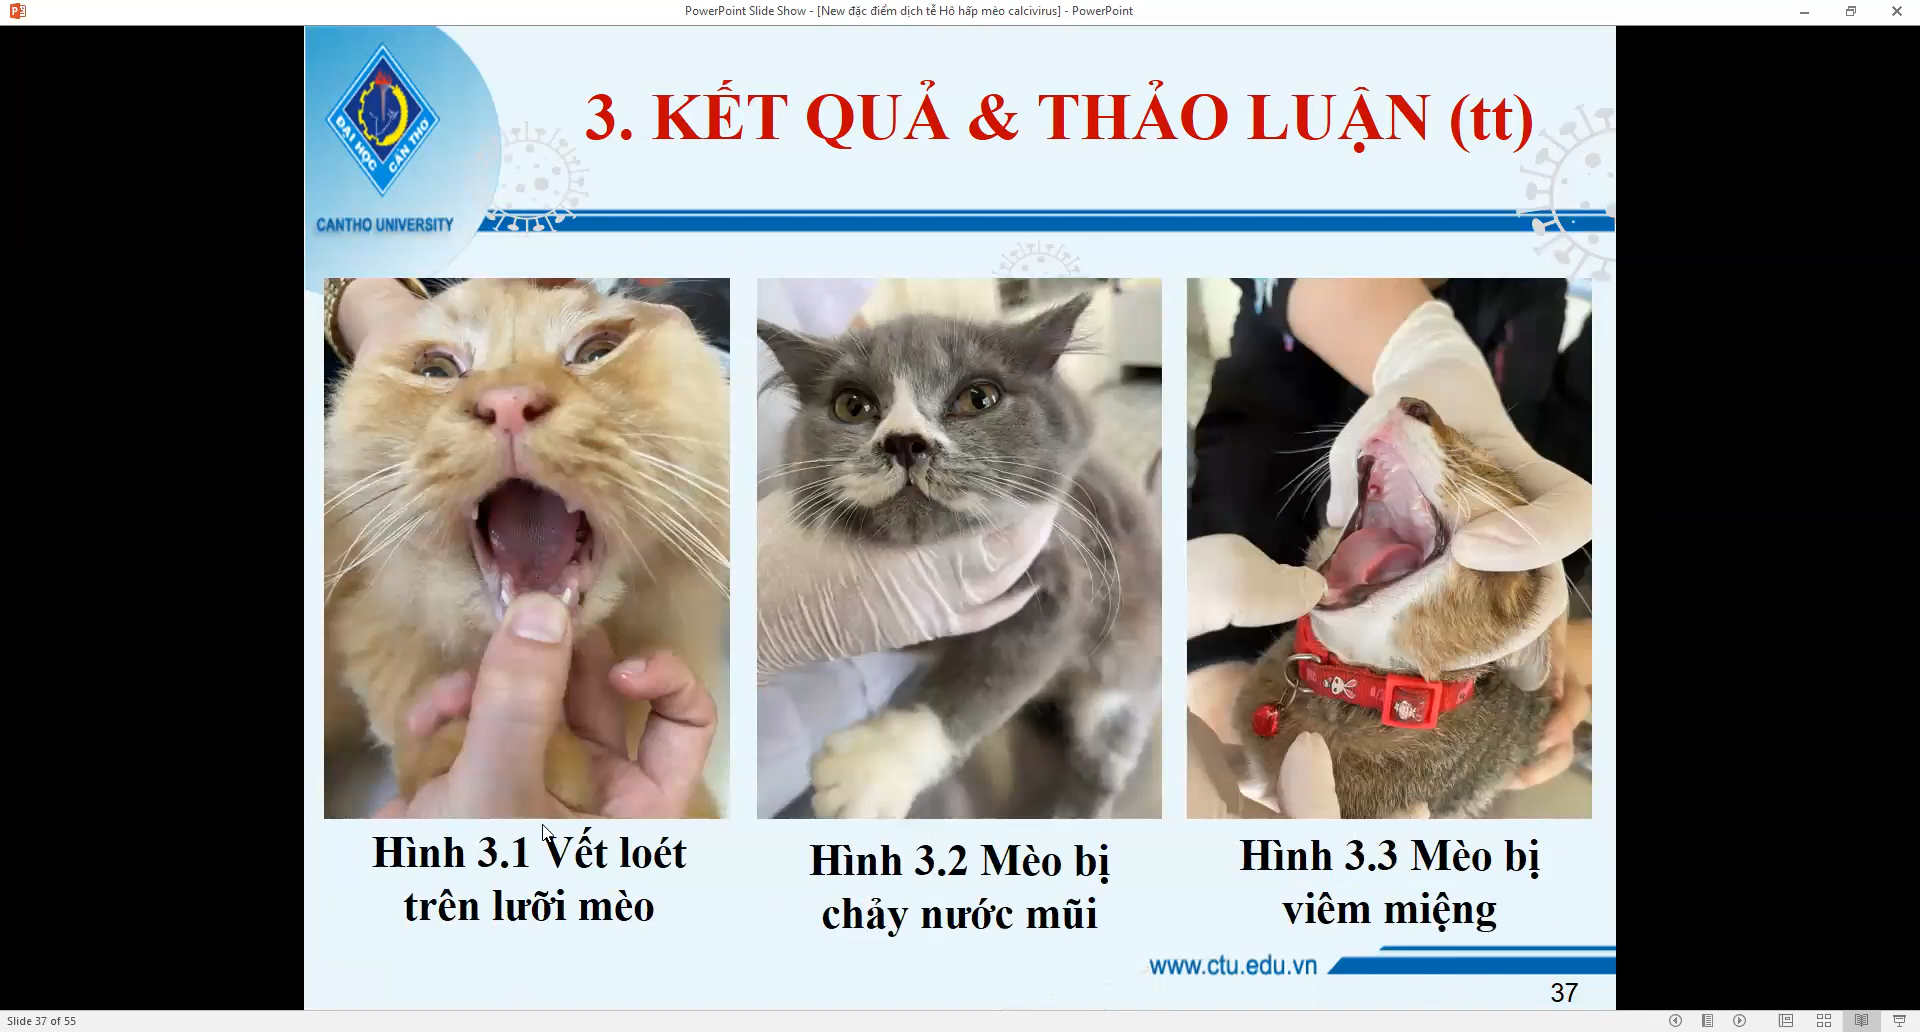 PowerPoint Slide Show - [New đặc điểm dịch tễ Hô hấp mèo calcivirus] - PowerPoint
ĐẠI HỌC CẦN THƠ
CANTHO UNIVERSITY
3. KẾT QUẢ & THẢO LUẬN (tt)
Hình 3.1 Vết loét
trên lưỡi mèo
Hình 3.2 Mèo bị
chảy nước mũi
Hình 3.3 Mèo bị
viêm miệng
www.ctu.edu.vn
37
Slide 37 of 55